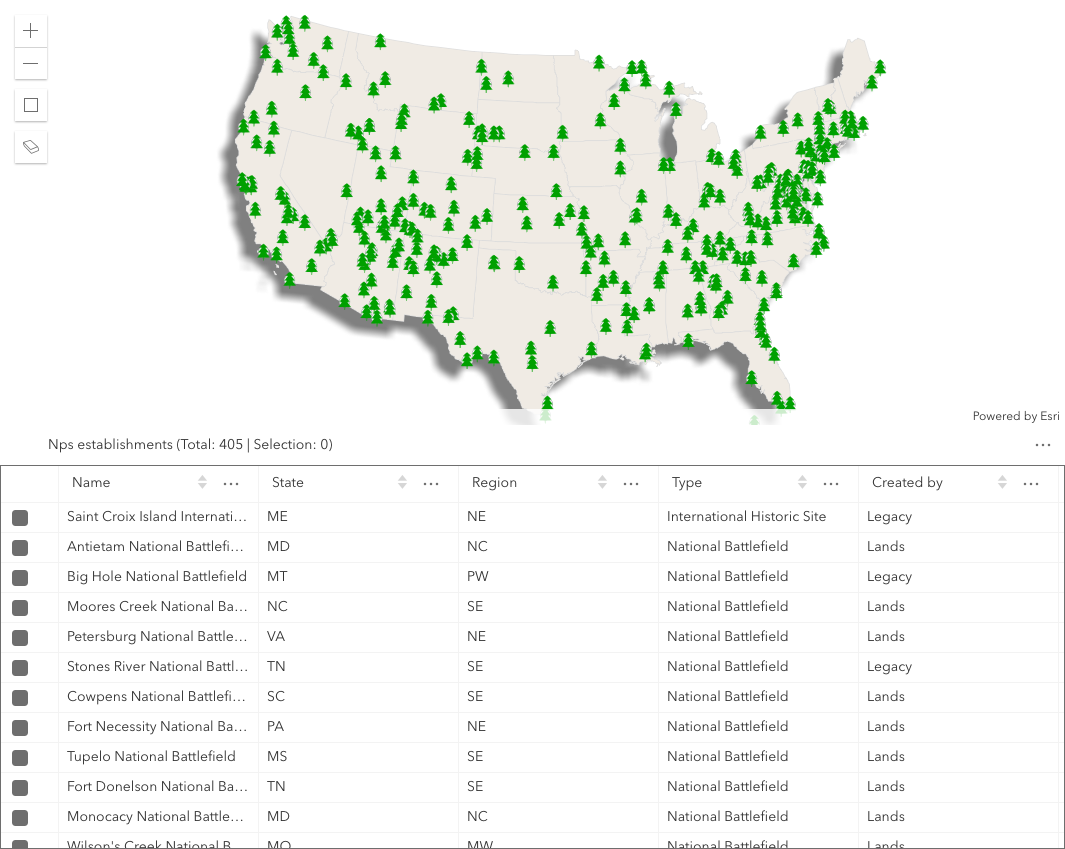 Powered by Esri
Nps establishments (Total: 405 | Selection: 0)
Name State Region Type Created by
Saint Croix Island Internati… ME NE International Historic Site Legacy
Antietam National Battlefi… MD NC National Battlefield Lands
Big Hole National Battlefield MT PW National Battlefield Legacy
Moores Creek National Ba… NC SE National Battlefield Lands
Petersburg National Battle… VA NE National Battlefield Lands
Stones River National Battl… TN SE National Battlefield Legacy
Cowpens National Battlefi… SC SE National Battlefield Lands
Fort Necessity National Ba… PA NE National Battlefield Lands
Tupelo National Battlefield MS SE National Battlefield Lands
Fort Donelson National Ba… TN SE National Battlefield Lands
Monocacy National Battle… MD NC National Battlefield Lands
Wilson's Creek National B… MO MW National Battlefield Lands